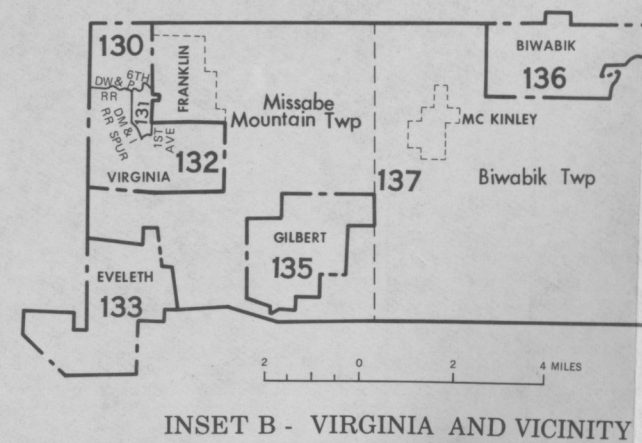 130
BIWABIK
136
DW & P
RR
6TH
FRANKLIN
131
DM & I
RR SPUR
1ST
AVE
132
VIRGINIA
Missabe
Mountain Twp
MC KINLEY
137
Biwabik Twp
GILBERT
135
EVELETH
133
2 0 2 4 MILES
INSET B - VIRGINIA AND VICINITY